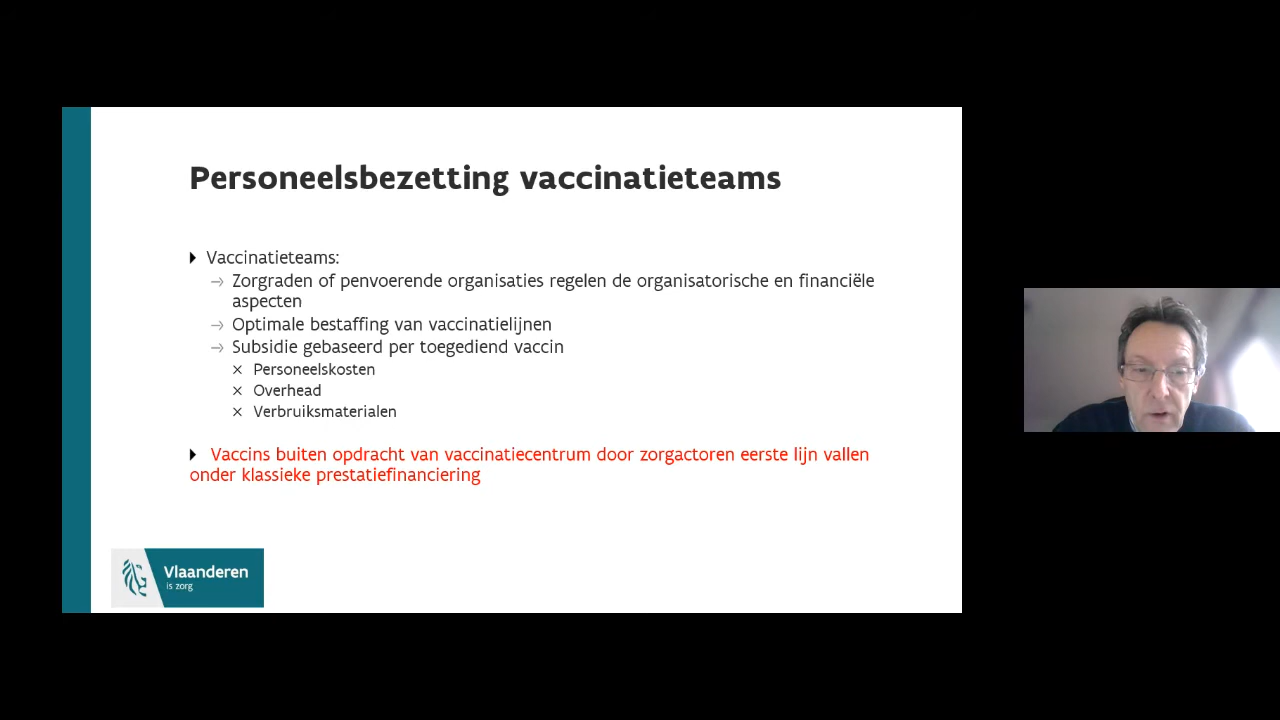 Personeelsbezetting vaccinatieteams
Vaccinatieteams:
→ Zorgraden of penvoerende organisaties regelen de organisatorische en financiële
aspecten
→ Optimale bestaffing van vaccinatielijnen
→ Subsidie gebaseerd per toegediend vaccin
× Personeelskosten
× Overhead
× Verbruiksmaterialen
Vaccins buiten opdracht van vaccinatiecentrum door zorgactoren eerste lijn vallen
onder klassieke prestatiefinanciering
Vlaanderen
is zorg